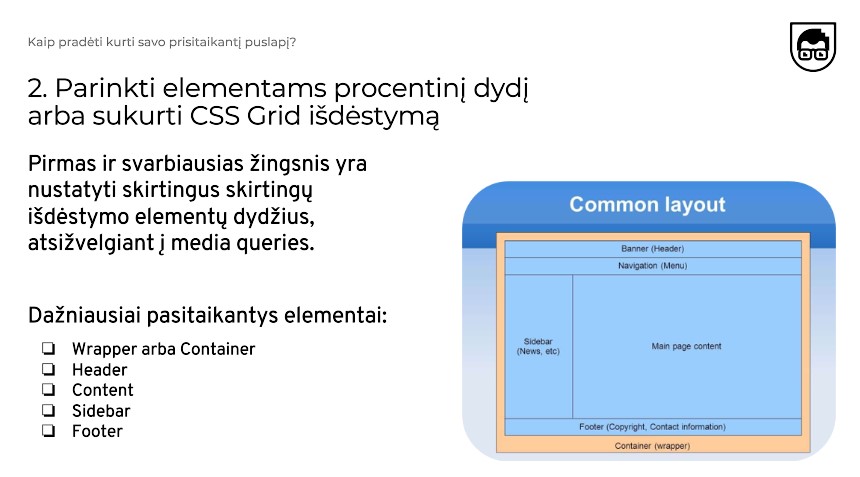 Kaip pradėti kurti savo prisitaikantį puslapį?
2. Parinkti elementams procentinį dydį
arba sukurti CSS Grid išdėstymą
Pirmas ir svarbiausias žingsnis yra
nustatyti skirtingus skirtingų
išdėstymo elementų dydžius,
atsižvelgiant į media queries.
Dažniausiai pasitaikantys elementai:
❏ Wrapper arba Container
❏ Header
❏ Content
❏ Sidebar
❏ Footer
Common layout
Banner (Header)
Navigation (Menu)
Sidebar
(News, etc)
Main page content
Footer (Copyright, Contact information)
Container (wrapper)